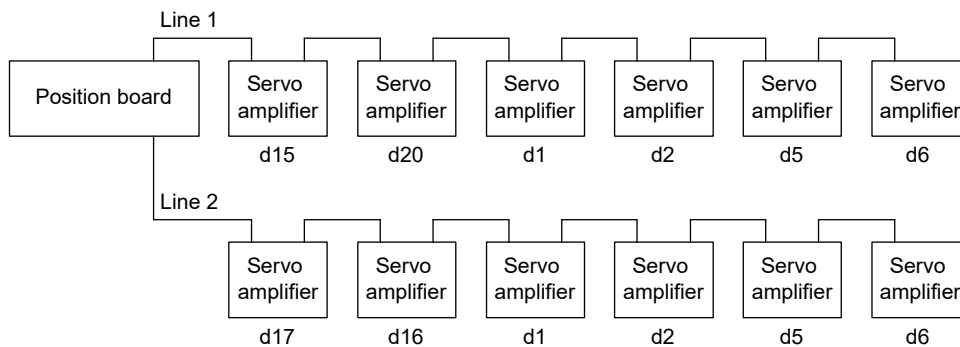 Line 1
Position board
Servo amplifier
Servo amplifier
Servo amplifier
Servo amplifier
Servo amplifier
Servo amplifier
d15 d20 d1 d2 d5 d6
Line 2
Servo amplifier
Servo amplifier
Servo amplifier
Servo amplifier
Servo amplifier
Servo amplifier
d17 d16 d1 d2 d5 d6